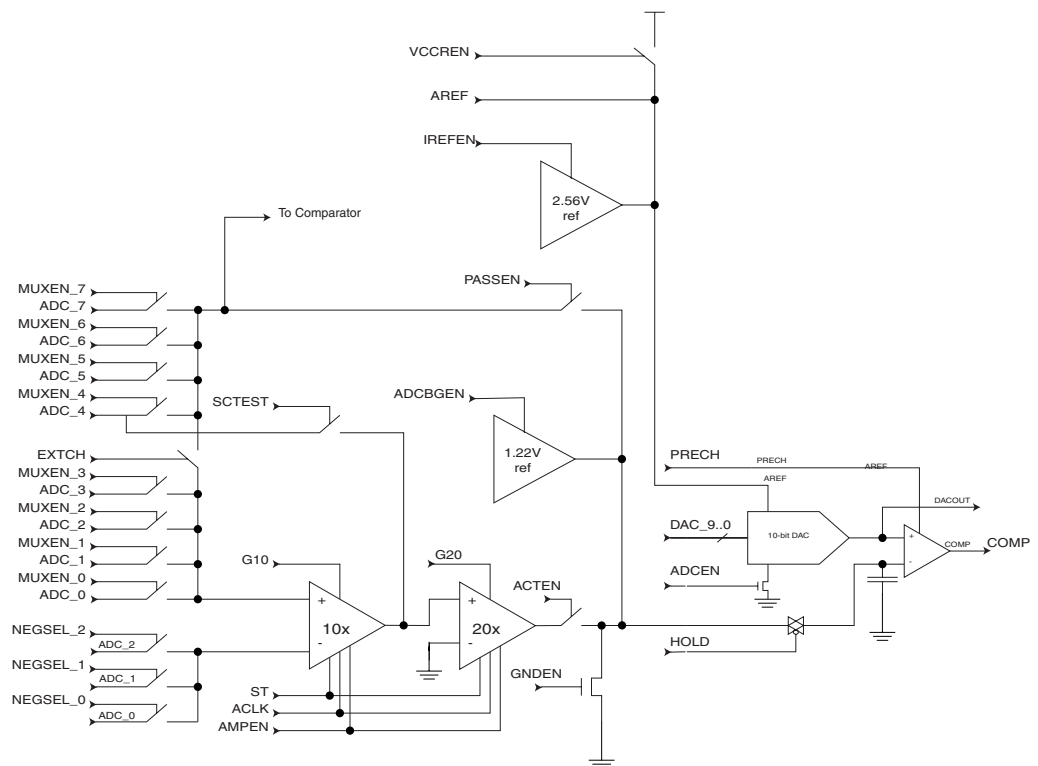 VCCREN
AREF
IREFEN
2.56V
ref
To Comparator
PASSEN
MUXEN_7
ADC_7
MUXEN_6
ADC_6
MUXEN_5
ADC_5
MUXEN_4
ADC_4
SCTEST
ADCBGEN
1.22V
ref
EXTCH
MUXEN_3
ADC_3
MUXEN_2
ADC_2
MUXEN_1
ADC_1
MUXEN_0
ADC_0
PRECH
PRECH
AREF
AREF
DACOUT
DAC_9..0
10-bit DAC
+
-
COMP
COMP
ADCEN
G10
+
10x
-
G20
+
20x
-
ACTEN
HOLD
NEGSEL_2
ADC_2
NEGSEL_1
ADC_1
NEGSEL_0
ADC_0
GNDEN
ST
ACLK
AMPEN